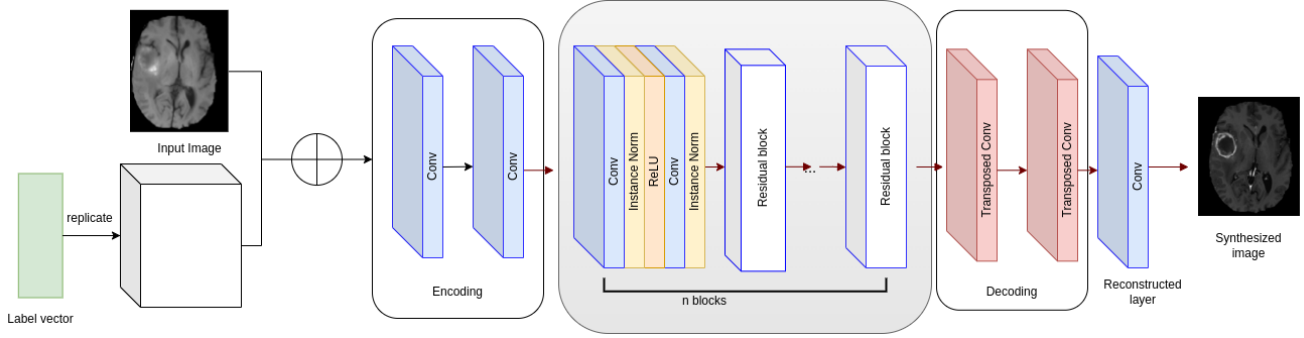 Input Image
replicate
Label vector
Conv
Conv
Encoding
Conv
Instance Norm
ReLU
Conv
Instance Norm
Residual block
...
Residual block
n blocks
Transposed Conv
Transposed Conv
Decoding
Conv
Reconstructed
layer
Synthesized
image